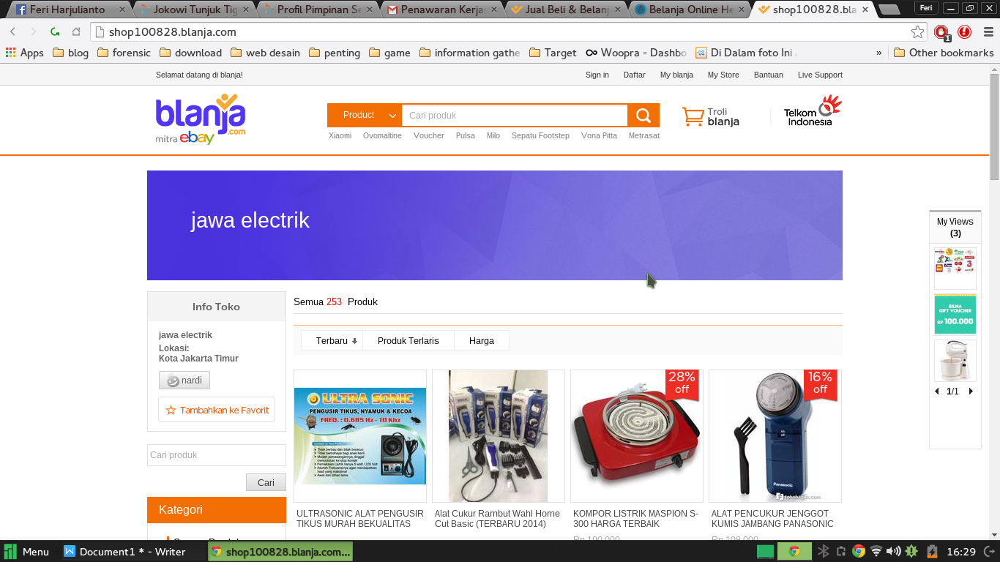 Feri Harjulianto
Jokowi Tunjuk Tig
Profil Pimpinan Se
Penawaran Kerja
Jual Beli & Belanj
Belanja Online He
shop100828.bla
Feri
shop100828.blanja.com
1
Apps
blog
forensic
download
web desain
penting
game
information gathe
Target
Woopra - Dashbo
Di Dalam foto Ini
»
Other bookmarks
Selamat datang di blanja!
Sign in
Daftar
My blanja
My Store
Bantuan
Live Support
blanja
.com
mitra ebay
Product
Cari produk
Troli
blanja
Telkom
Indonesia
Xiaomi
Ovomaltine
Voucher
Pulsa
Milo
Sepatu Footstep
Vona Pitta
Metrasat
jawa electrik
My Views
(3)
EILNA
GIFT VOUCHER
RP 100.000
1/1
Info Toko
jawa electrik
Lokasi:
Kota Jakarta Timur
nardi
Tambahkan ke Favorit
Cari produk
Cari
Kategori
Semua 253 Produk
Terbaru
Produk Terlaris
Harga
ULTRA SONIC
PENGUSIR TIKUS, NYAMUK & KECOA
FREQ. : 0.685 Hz - 10 Khz
WAHL
28%
off
16%
off
Panasonic
tokobagus.com
ULTRASONIC ALAT PENGUSIR
TIKUS MURAH BEKUALITAS
Alat Cukur Rambut Wahl Home
Cut Basic (TERBARU 2014)
KOMPOR LISTRIK MASPION S-
300 HARGA TERBAIK
Rp 190.000
ALAT PENCUKUR JENGGOT
KUMIS JAMBANG PANASONIC
Rp 108.000
Menu
Document1 * - Writer
shop100828.blanja.com...
16:29